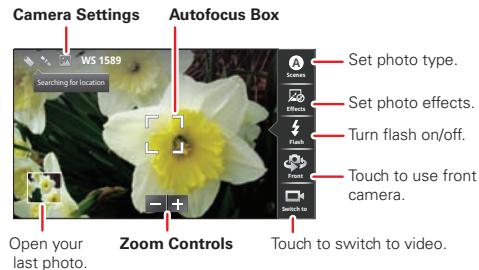 Camera Settings
Autofocus Box
WS 1589
Searching for location
A
Scenes
Set photo type.
Effects
Set photo effects.
Flash
Turn flash on/off.
Front
Touch to use front
camera.
Switch to
Open your
last photo.
Zoom Controls
Touch to switch to video.